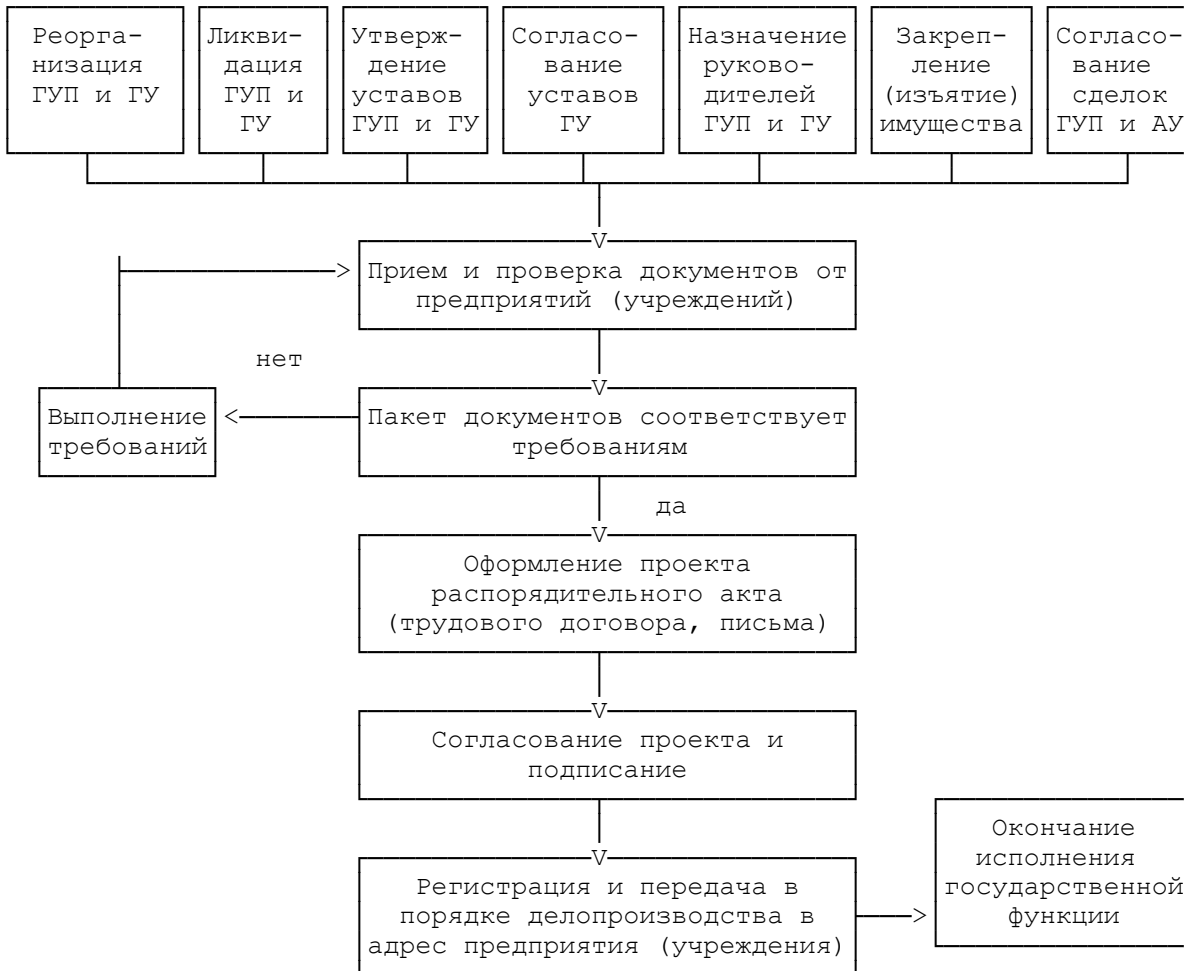 Реорга-
низация
ГУП и ГУ
Ликви-
дация
ГУП и
ГУ
Утверж-
дение
уставов
ГУП и ГУ
Согласо-
вание
уставов
ГУ
Назначение
руково-
дителей
ГУП и ГУ
Закреп-
ление
(изъятие)
имущества
Согласо-
вание
сделок
ГУП и АУ
Прием и проверка документов от
предприятий (учреждений)
нет
Выполнение
требований
Пакет документов соответствует
требованиям
да
Оформление проекта
распорядительного акта
(трудового договора, письма)
Согласование проекта и
подписание
Регистрация и передача в
порядке делопроизводства в
адрес предприятия (учреждения)
Окончание
исполнения
государственной
функции